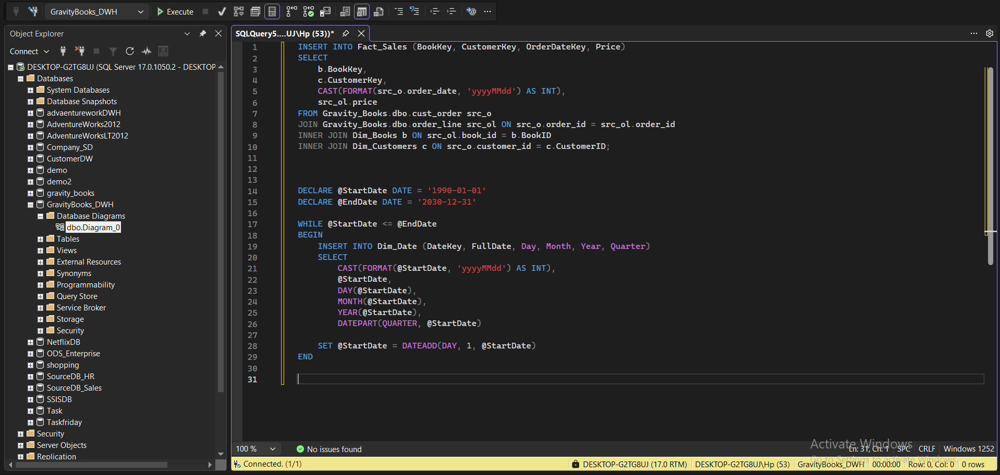 GravityBooks_DWH
Execute
Object Explorer
Connect
DESKTOP-G2TG8UJ (SQL Server 17.0.1050.2 - DESKTOP
Databases
System Databases
Database Snapshots
advaentureworkDWH
AdventureWorks2012
AdventureWorksLT2012
Company_SD
CustomerDW
demo
demo2
gravity_books
GravityBooks_DWH
Database Diagrams
dbo.Diagram_0
Tables
Views
External Resources
Synonyms
Programmability
Query Store
Service Broker
Storage
Security
NetflixDB
ODS_Enterprise
shopping
SourceDB_HR
SourceDB_Sales
SSISDB
Task
Taskfriday
Security
Server Objects
Replication
SQLQuery5....UJ\Hp (53))*
1 INSERT INTO Fact_Sales (BookKey, CustomerKey, OrderDateKey, Price)
2 SELECT
3 b.BookKey,
4 c.CustomerKey,
5 CAST(FORMAT(src_o.order_date, 'yyyyMMdd') AS INT),
6 src_ol.price
7 FROM Gravity_Books.dbo.cust_order src_o
8 JOIN Gravity_Books.dbo.order_line src_ol ON src_o.order_id = src_ol.order_id
9 INNER JOIN Dim_Books b ON src_ol.book_id = b.BookID
10 INNER JOIN Dim_Customers c ON src_o.customer_id = c.CustomerID;
11
12
13
14 DECLARE @StartDate DATE = '1990-01-01'
15 DECLARE @EndDate DATE = '2030-12-31'
16
17 WHILE @StartDate <= @EndDate
18 BEGIN
19 INSERT INTO Dim_Date (DateKey, FullDate, Day, Month, Year, Quarter)
20 SELECT
21 CAST(FORMAT(@StartDate, 'yyyyMMdd') AS INT),
22 @StartDate,
23 DAY(@StartDate),
24 MONTH(@StartDate),
25 YEAR(@StartDate),
26 DATEPART(QUARTER, @StartDate)
27
28 SET @StartDate = DATEADD(DAY, 1, @StartDate)
29 END
30
31
100 %
No issues found
Activate Windows
Go to Settings to activate Windows.
Ln: 31, Ch: 1 SPC CRLF Windows 1252
Connected. (1/1)
DESKTOP-G2TG8UJ (17.0 RTM) DESKTOP-G2TG8UJ\Hp (53) GravityBooks_DWH 00:00:00 Row: 0, Col: 0 0 rows